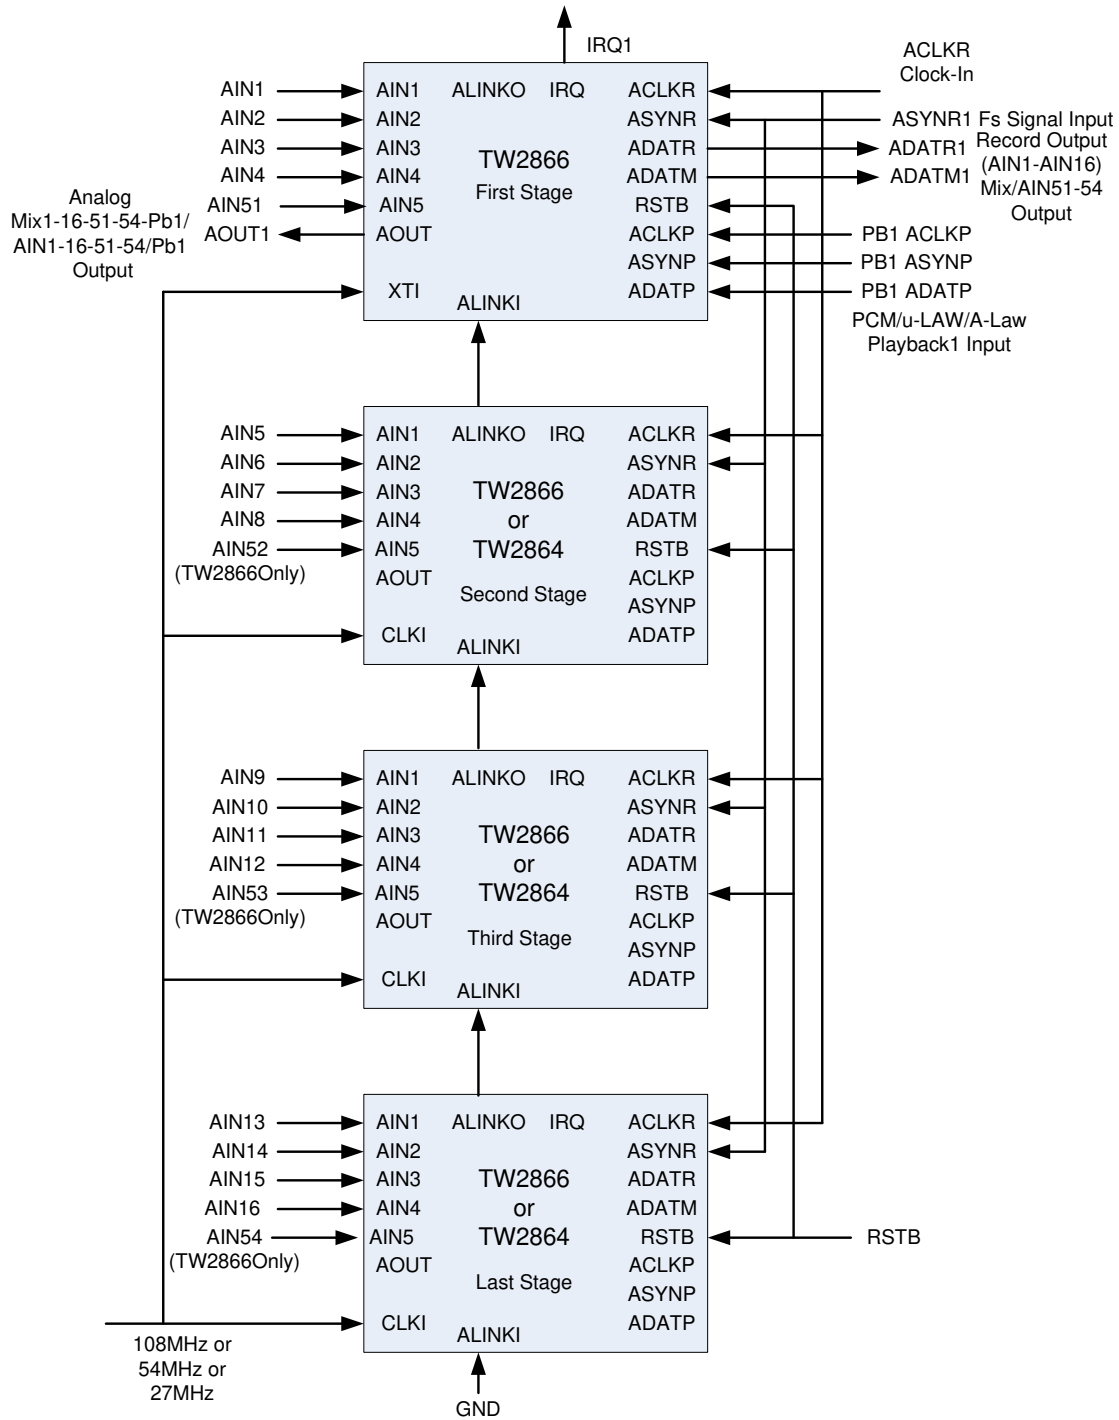 IRQ1
ACLKR
Clock-In
AIN1
AIN2
AIN3
AIN4
AIN51
AOUT1
Analog
Mix1-16-51-54-Pb1/
AIN1-16-51-54/Pb1
Output
AIN1 ALINKO IRQ ACLKR
AIN2 ASYNR
AIN3 ADATR
TW2866
AIN4 ADATM
First Stage
AIN5 RSTB
AOUT ACLKP
ASYNP
XTI ADATP
ALINKI
ASYNR1 Fs Signal Input
ADATR1 Record Output
(AIN1-AIN16)
ADATM1 Mix/AIN51-54
Output
PB1 ACLKP
PB1 ASYNP
PB1 ADATP
PCM/u-LAW/A-Law
Playback1 Input
AIN5
AIN6
AIN7
AIN8
AIN52
(TW2866Only)
AIN1 ALINKO IRQ ACLKR
AIN2 ASYNR
AIN3 TW2866 ADATR
AIN4 or ADATM
AIN5 TW2864 RSTB
AOUT ACLKP
Second Stage
ASYNP
CLKI ADATP
ALINKI
AIN9
AIN10
AIN11
AIN12
AIN53
(TW2866Only)
AIN1 ALINKO IRQ ACLKR
AIN2 ASYNR
AIN3 TW2866 ADATR
AIN4 or ADATM
AIN5 TW2864 RSTB
AOUT ACLKP
Third Stage
ASYNP
CLKI ADATP
ALINKI
AIN13
AIN14
AIN15
AIN16
AIN54
(TW2866Only)
AIN1 ALINKO IRQ ACLKR
AIN2 ASYNR
AIN3 TW2866 ADATR
AIN4 or ADATM
AIN5 TW2864 RSTB
AOUT ACLKP
Last Stage
ASYNP
CLKI ADATP
ALINKI
RSTB
108MHz or
54MHz or
27MHz
GND